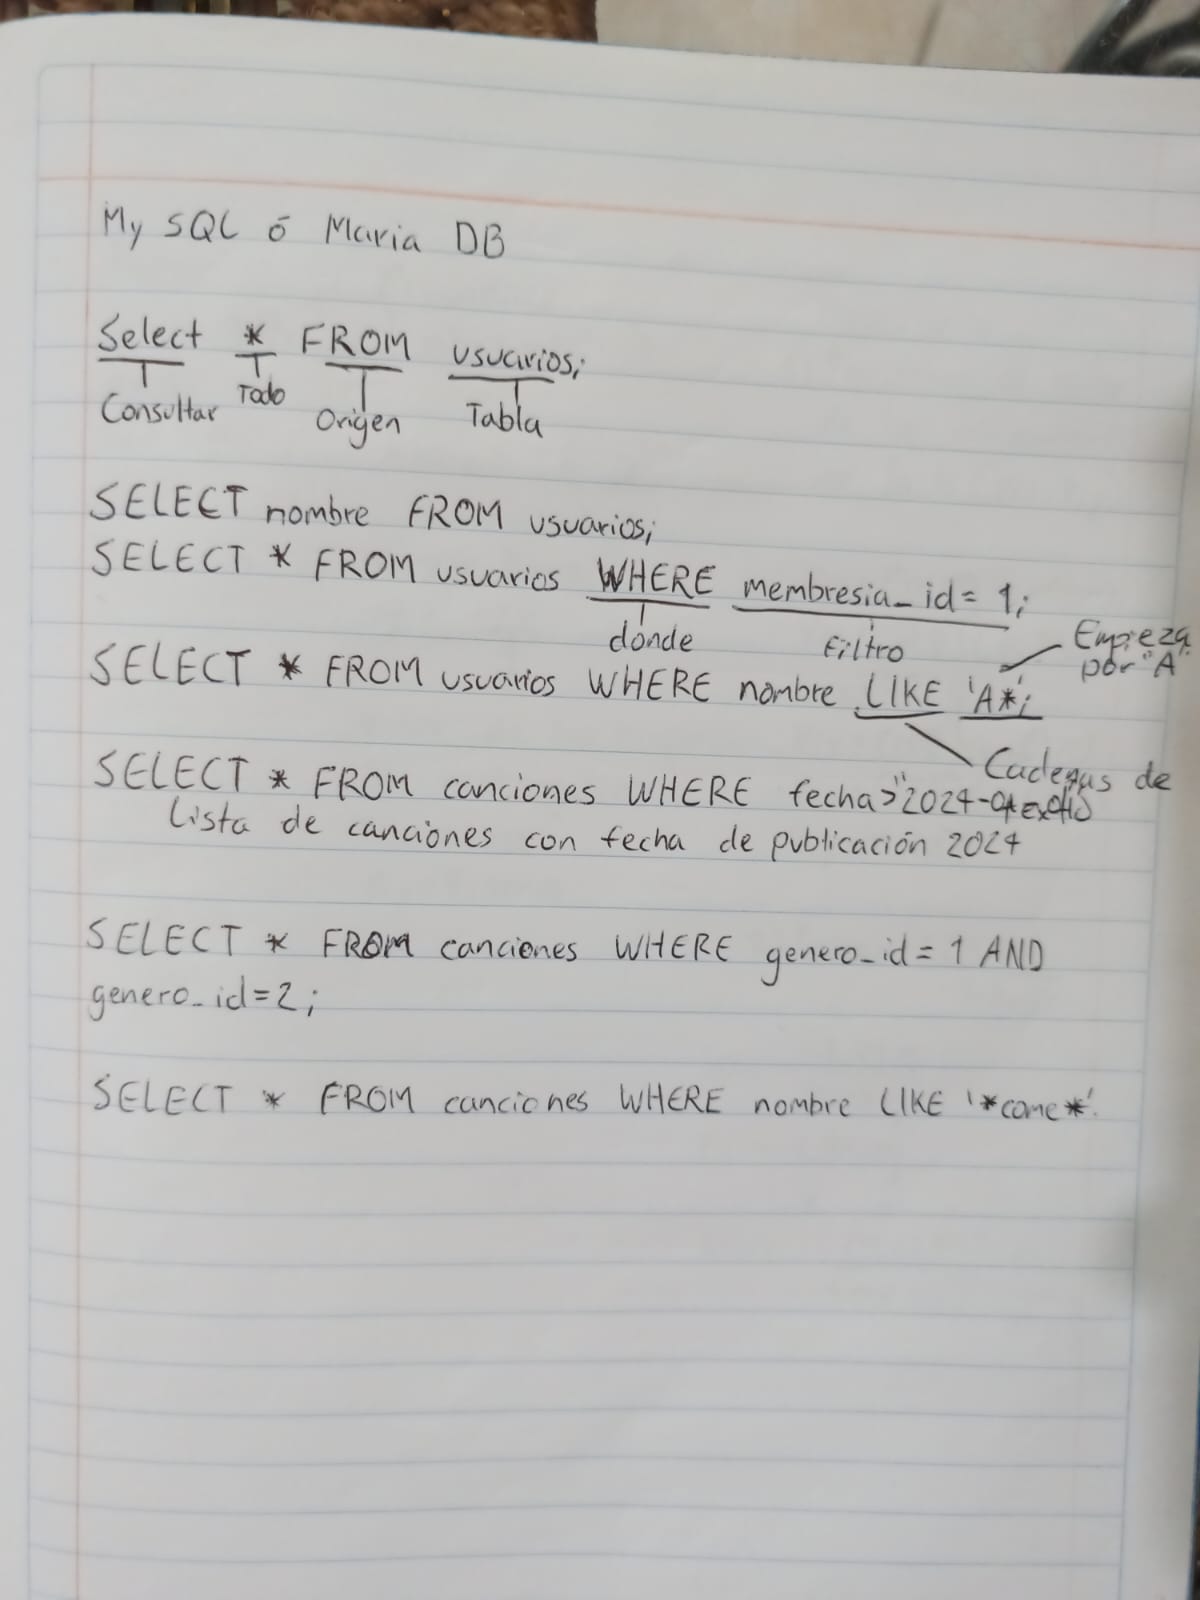 My SQL ó Maria DB
Select * FROM usuarios;
Consultar Todo Origen Tabla
SELECT nombre FROM usuarios;
SELECT * FROM usuarios WHERE membresia_id = 1;
dónde Filtro
Empieza
por "A"
SELECT * FROM usuarios WHERE nombre LIKE 'A*';
Cadenas de
texto
SELECT * FROM canciones WHERE fecha > "2024-
Lista de canciones con fecha de publicación 2024
SELECT * FROM canciones WHERE genero_id = 1 AND
genero_id = 2;
SELECT * FROM canciones WHERE nombre LIKE '*come*'.